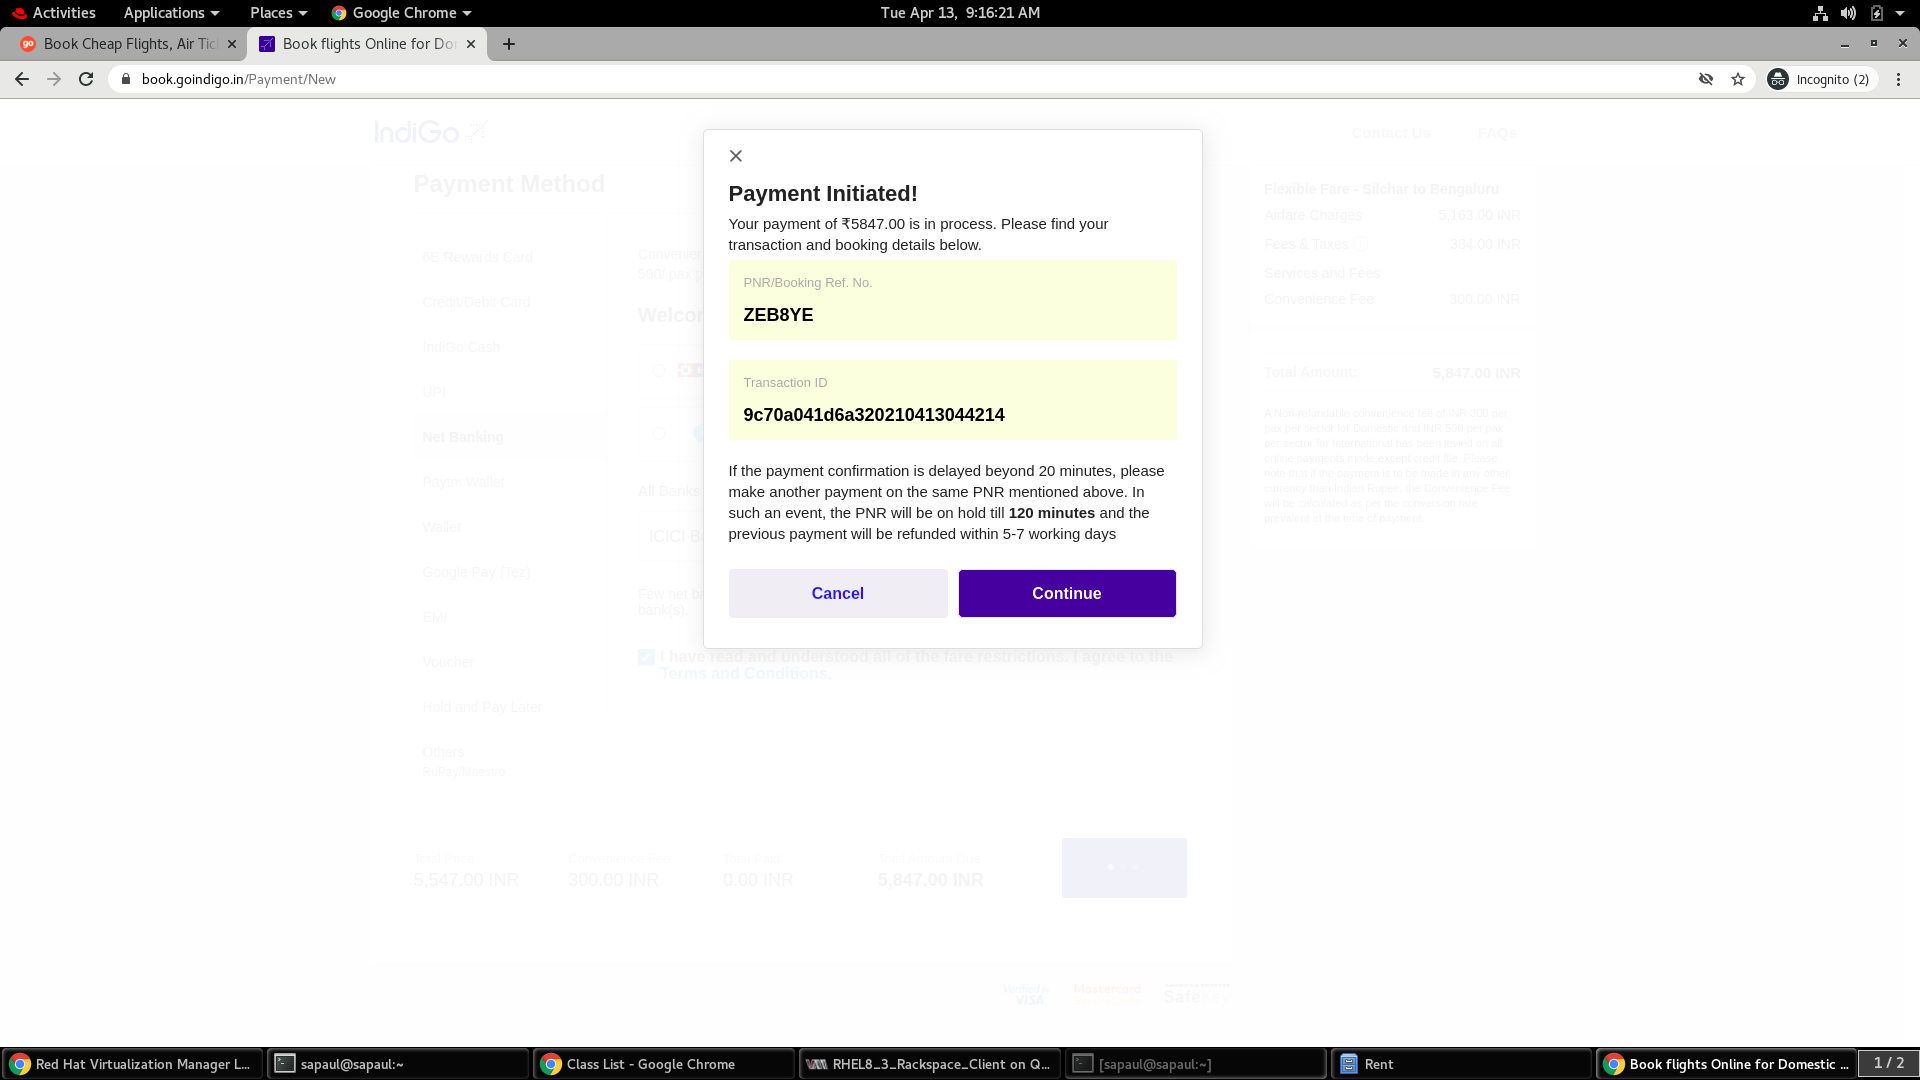 Activities Applications Places Google Chrome Tue Apr 13, 9:16:21 AM
Book Cheap Flights, Air Tic Book flights Online for Do
book.goindigo.in/Payment/New Incognito (2)
IndiGo Contact Us FAQs
Payment Method
6E Rewards Card
Credit/Debit Card
IndiGo Cash
UPI
Net Banking
Paytm Wallet
Wallet
Google Pay (Tez)
EMI
Voucher
Hold and Pay Later
Others
RuPay/Maestro
500/ pax
All Banks
ICICI
Few net
bank(s)
Payment Initiated!
Your payment of ₹5847.00 is in process. Please find your
transaction and booking details below.
PNR/Booking Ref. No.
ZEB8YE
Transaction ID
9c70a041d6a320210413044214
If the payment confirmation is delayed beyond 20 minutes, please
make another payment on the same PNR mentioned above. In
such an event, the PNR will be on hold till 120 minutes and the
previous payment will be refunded within 5-7 working days
Cancel Continue
I have read and understood all of the fare restrictions. I agree to the
Terms and Conditions.
Flexible Fare - Silchar to Bengaluru
Airfare Charges 5,163.00 INR
Fees & Taxes 384.00 INR
Services and Fees
Convenience Fee 300.00 INR
Total Amount: 5,847.00 INR
A Non-refundable convenience fee of INR 300 per
pax per sector for Domestic and INR 500 per pax
per sector for International has been levied on all
online payments made except credit file. Please
note that if the payment is to be made in any other
currency than Indian Rupee, the Convenience Fee
will be calculated as per the conversion rate
prevalent at the time of payment.
Total Price Convenience Fee Total Paid Total Amount Due
5,547.00 INR 300.00 INR 0.00 INR 5,847.00 INR
Verified by
VISA
Mastercard
SafeKey
Red Hat Virtualization Manager L... sapaul@sapaul:~ Class List - Google Chrome RHEL8_3_Rackspace_Client on Q... [sapaul@sapaul:~] Rent Book flights Online for Domestic ... 1 / 2